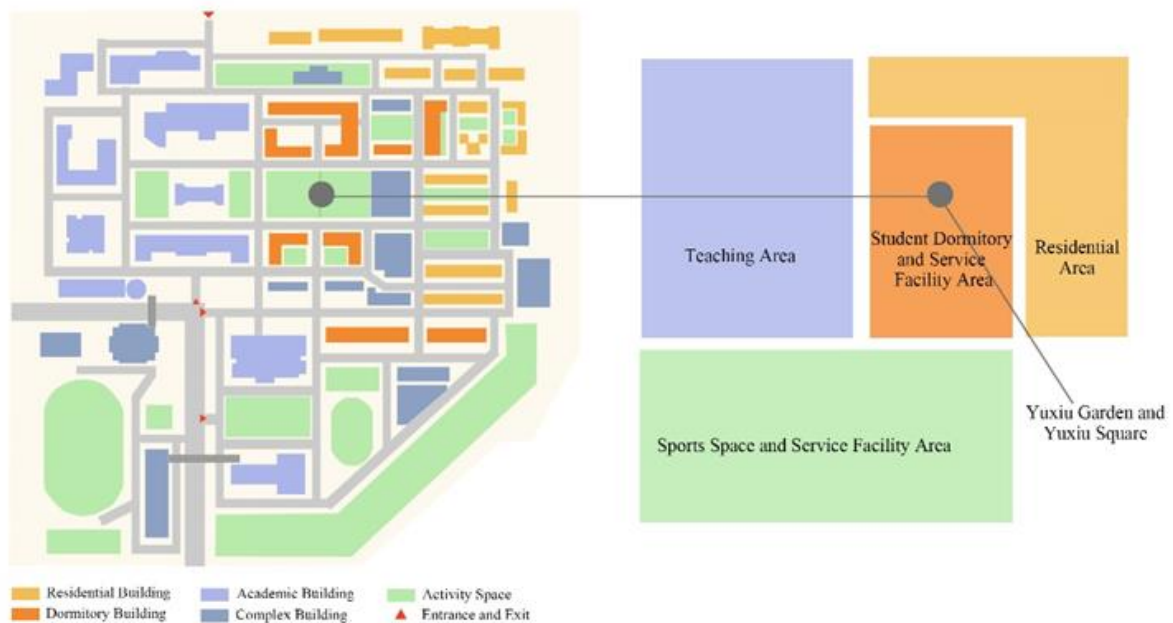 Teaching Area
Student Dormitory
and Service
Facility Area
Residential
Area
Yuxiu Garden and
Yuxiu Square
Sports Space and Service Facility Area
Residential Building
Academic Building
Activity Space
Dormitory Building
Complex Building
Entrance and Exit